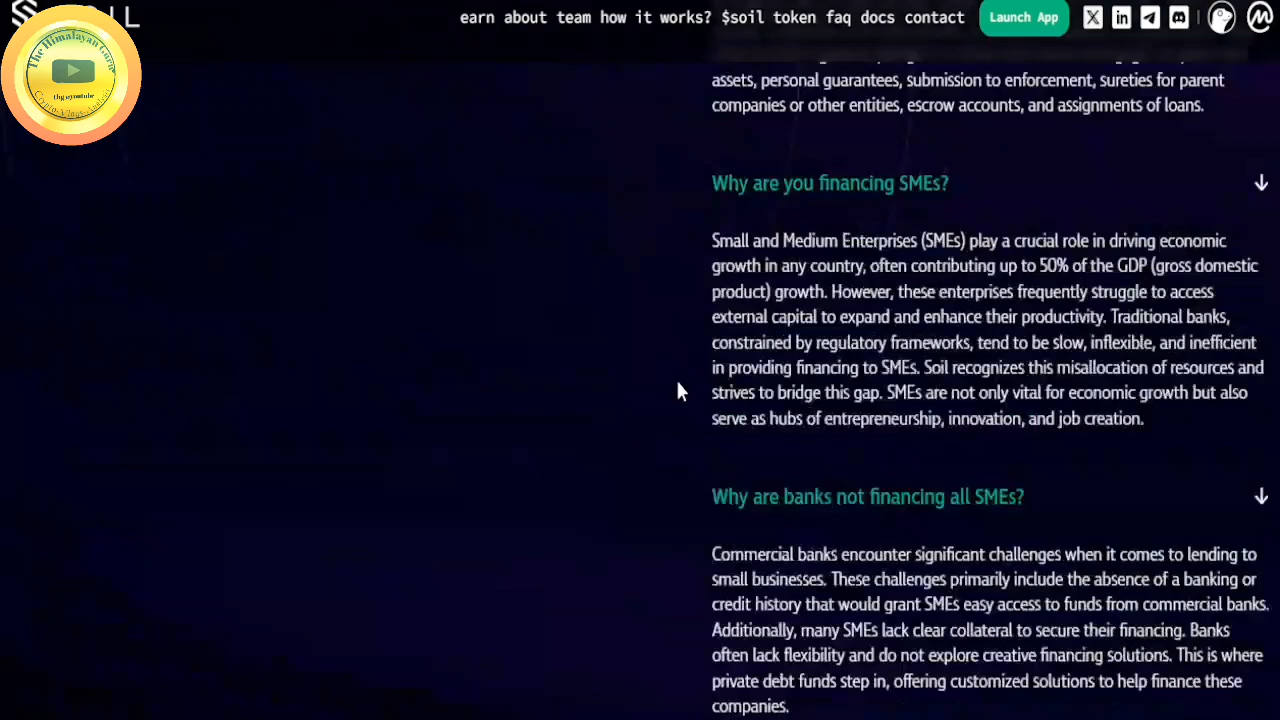 SOIL
earn about team how it works? $soil token faq docs contact
Launch App
The Himalayan Guru
thg @youtube
assets, personal guarantees, submission to enforcement, sureties for parent
companies or other entities, escrow accounts, and assignments of loans.
Why are you financing SMEs?
Small and Medium Enterprises (SMEs) play a crucial role in driving economic
growth in any country, often contributing up to 50% of the GDP (gross domestic
product) growth. However, these enterprises frequently struggle to access
external capital to expand and enhance their productivity. Traditional banks,
constrained by regulatory frameworks, tend to be slow, inflexible, and inefficient
in providing financing to SMEs. Soil recognizes this misallocation of resources and
strives to bridge this gap. SMEs are not only vital for economic growth but also
serve as hubs of entrepreneurship, innovation, and job creation.
Why are banks not financing all SMEs?
Commercial banks encounter significant challenges when it comes to lending to
small businesses. These challenges primarily include the absence of a banking or
credit history that would grant SMEs easy access to funds from commercial banks.
Additionally, many SMEs lack clear collateral to secure their financing. Banks
often lack flexibility and do not explore creative financing solutions. This is where
private debt funds step in, offering customized solutions to help finance these
companies.